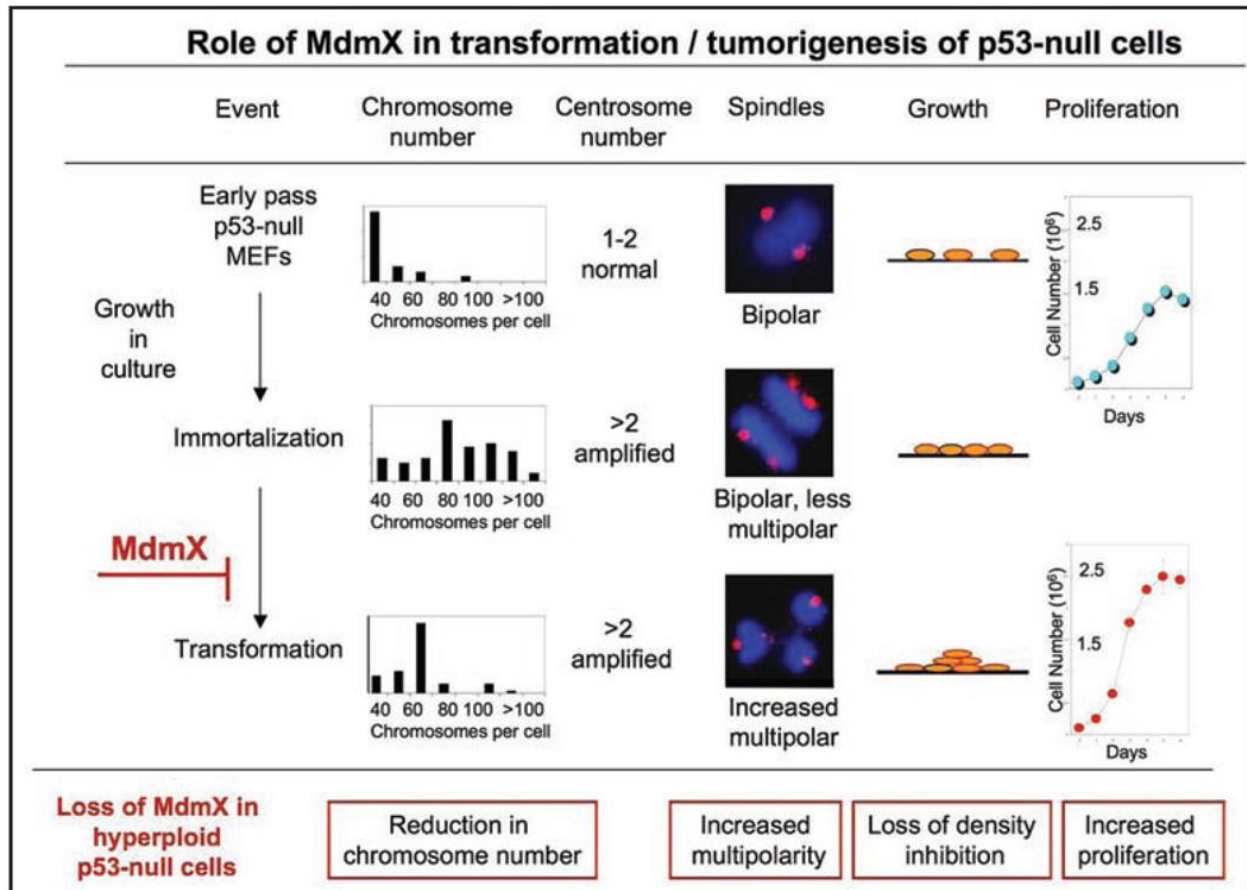 Role of MdmX in transformation / tumorigenesis of p53-null cells
Event
Chromosome
number
Centrosome
number
Spindles
Growth
Proliferation
Early pass
p53-null
MEFs
40 60 80 100 >100
Chromosomes per cell
1-2
normal
Bipolar
Cell Number (10⁶)
2.5
1.5
Days
Growth
in
culture
Immortalization
40 60 80 100 >100
Chromosomes per cell
>2
amplified
Bipolar, less
multipolar
MdmX
Transformation
40 60 80 100 >100
Chromosomes per cell
>2
amplified
Increased
multipolar
Cell Number (10⁶)
2.5
1.5
Days
Loss of MdmX in
hyperploid
p53-null cells
Reduction in
chromosome number
Increased
multipolarity
Loss of density
inhibition
Increased
proliferation